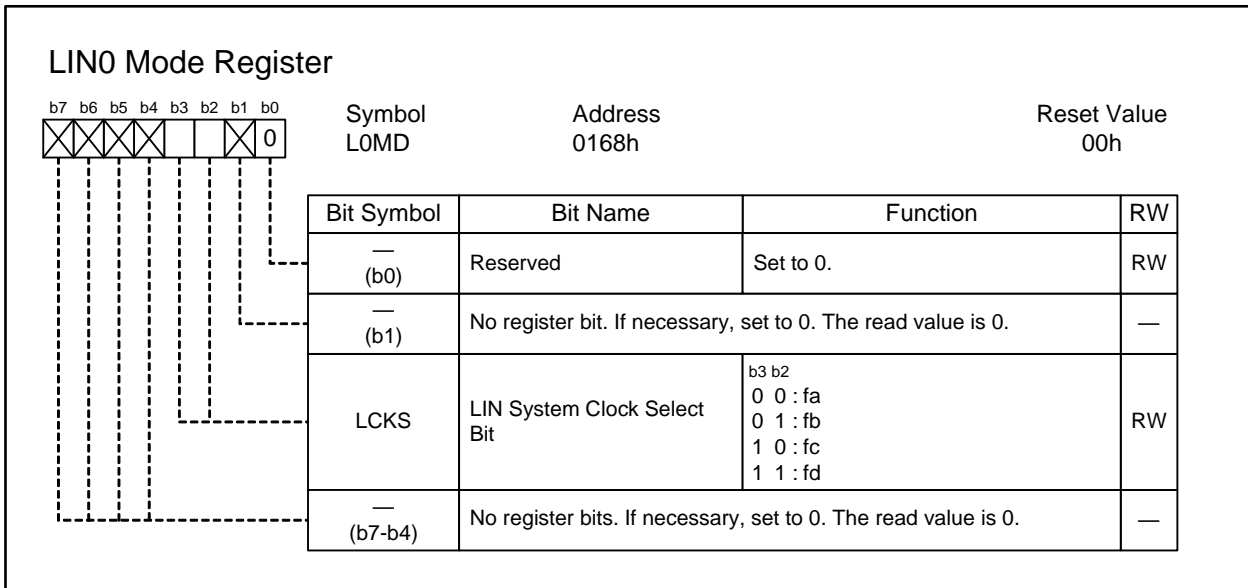 LIN0 Mode Register
b7 b6 b5 b4 b3 b2 b1 b0
0
Symbol Address Reset Value
L0MD 0168h 00h
Bit Symbol Bit Name Function RW
—
(b0)
Reserved Set to 0. RW
—
(b1)
No register bit. If necessary, set to 0. The read value is 0. —
LCKS
LIN System Clock Select
Bit
b3 b2
0 0 : fa
0 1 : fb
1 0 : fc
1 1 : fd
RW
—
(b7-b4)
No register bits. If necessary, set to 0. The read value is 0. —